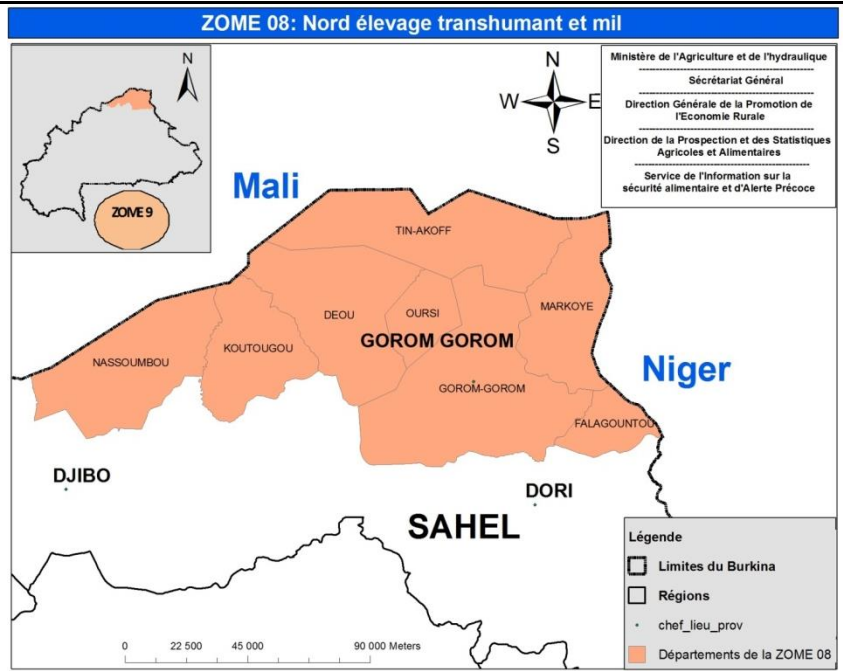 ZOME 08: Nord élevage transhumant et mil
N
ZOME 9
N
W
E
S
Ministère de l'Agriculture et de l'hydraulique
Sécrétariat Général
Direction Générale de la Promotion de
l'Economie Rurale
Direction de la Prospection et des Statistiques
Agricoles et Alimentaires
Service de l'Information sur la
sécurité alimentaire et d'Alerte Précoce
Mali
TIN-AKOFF
MARKOYE
OURSI
DEOU
GOROM GOROM
KOUTOUGOU
NASSOUMBOU
Niger
GOROM-GOROM
FALAGOUNTOU
DJIBO
DORI
SAHEL
Légende
Limites du Burkina
Régions
chef_lieu_prov
Départements de la ZOME 08
0 22 500 45 000 90 000 Meters